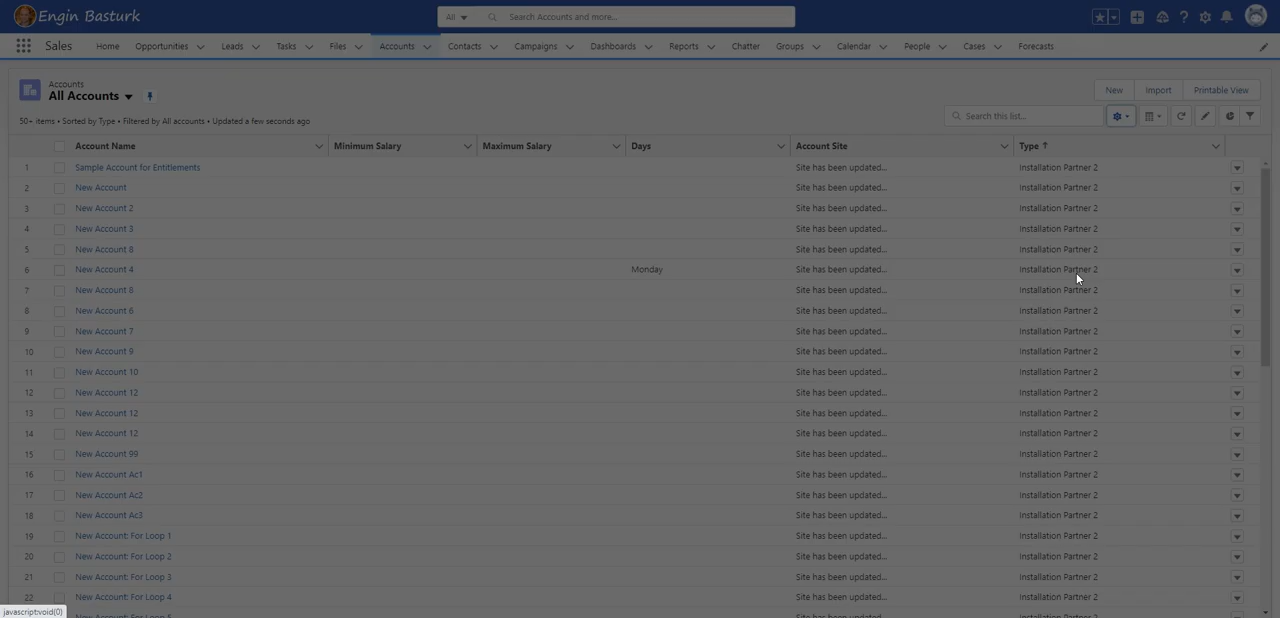 Engin Basturk
All
Search Accounts and more...
Sales
Home Opportunities Leads Tasks Files Accounts Contacts Campaigns Dashboards Reports Chatter Groups Calendar People Cases Forecasts
Accounts
All Accounts
New Import Printable View
50+ items • Sorted by Type • Filtered by All accounts • Updated a few seconds ago
Search this list...
Account Name Minimum Salary Maximum Salary Days Account Site Type
1 Sample Account for Entitlements Site has been updated... Installation Partner 2
2 New Account Site has been updated... Installation Partner 2
3 New Account 2 Site has been updated... Installation Partner 2
4 New Account 3 Site has been updated... Installation Partner 2
5 New Account 8 Site has been updated... Installation Partner 2
6 New Account 4 Monday Site has been updated... Installation Partner 2
7 New Account 8 Site has been updated... Installation Partner 2
8 New Account 6 Site has been updated... Installation Partner 2
9 New Account 7 Site has been updated... Installation Partner 2
10 New Account 9 Site has been updated... Installation Partner 2
11 New Account 10 Site has been updated... Installation Partner 2
12 New Account 12 Site has been updated... Installation Partner 2
13 New Account 12 Site has been updated... Installation Partner 2
14 New Account 12 Site has been updated... Installation Partner 2
15 New Account 99 Site has been updated... Installation Partner 2
16 New Account Ac1 Site has been updated... Installation Partner 2
17 New Account Ac2 Site has been updated... Installation Partner 2
18 New Account Ac3 Site has been updated... Installation Partner 2
19 New Account: For Loop 1 Site has been updated... Installation Partner 2
20 New Account: For Loop 2 Site has been updated... Installation Partner 2
21 New Account: For Loop 3 Site has been updated... Installation Partner 2
22 New Account: For Loop 4 Site has been updated... Installation Partner 2
javascript:void(0)